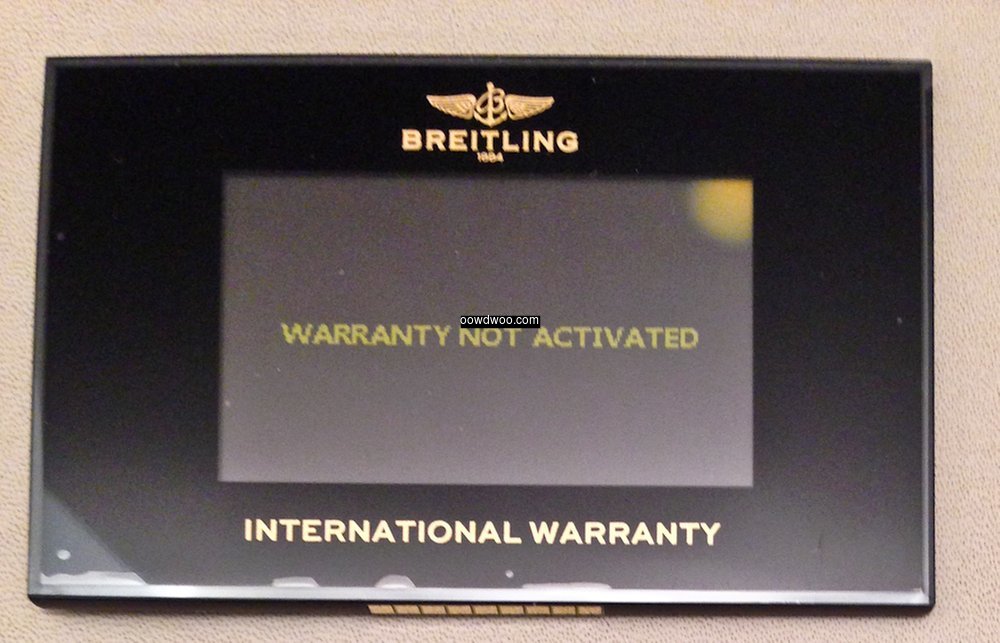 BREITLING
1884
oowdwoo.com
WARRANTY NOT ACTIVATED
INTERNATIONAL WARRANTY